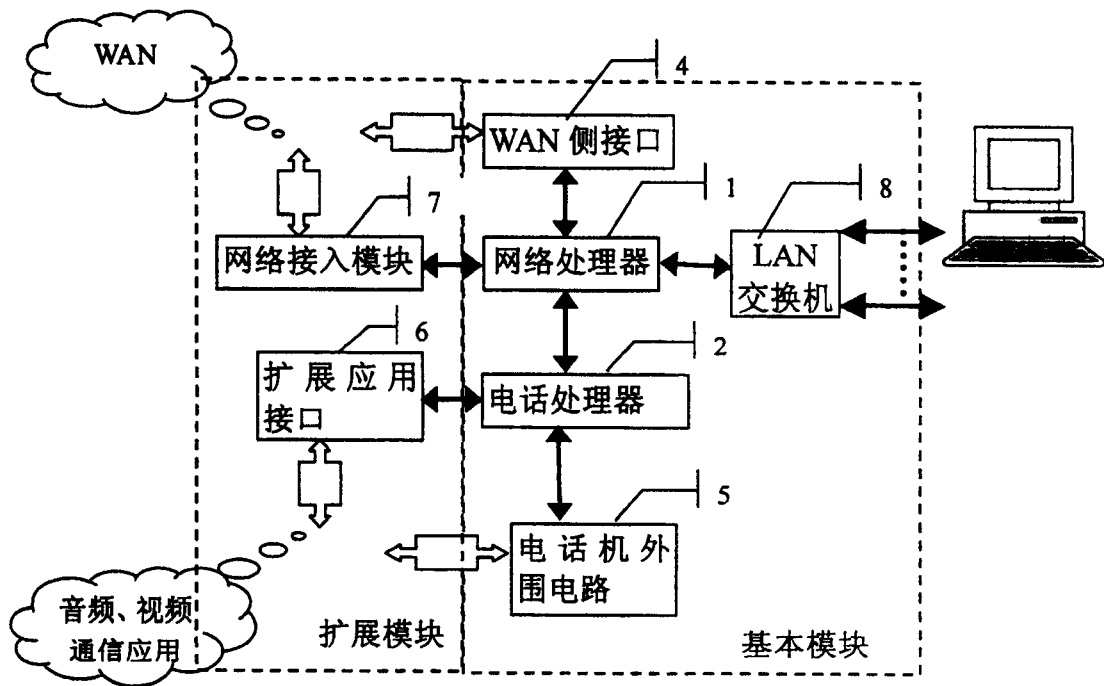 WAN
4
WAN 侧接口
7
1
8
网络接入模块
网络处理器
LAN
交换机
6
2
扩展应用
接口
电话处理器
5
电话机外
围电路
音频、视频
通信应用
扩展模块
基本模块